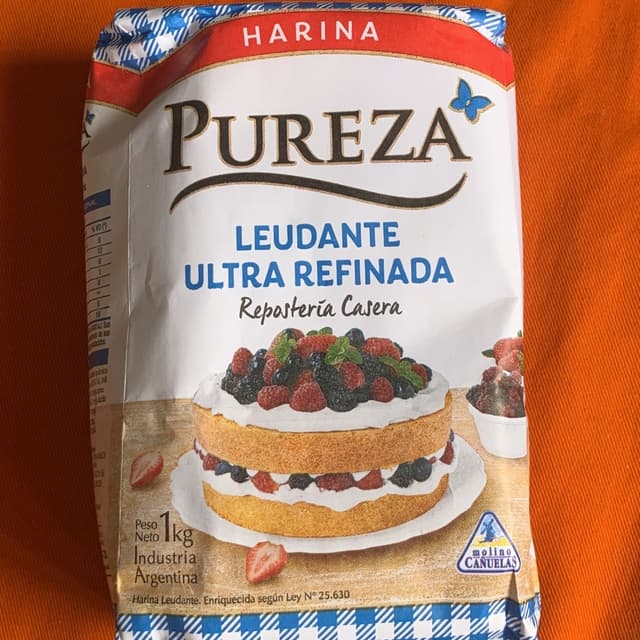 HARINA
PUREZA
LEUDANTE
ULTRA REFINADA
Repostería Casera
Peso
Neto 1kg
Industria
Argentina
molino
CAÑUELAS
Harina Leudante. Enriquecida según Ley N° 25.630